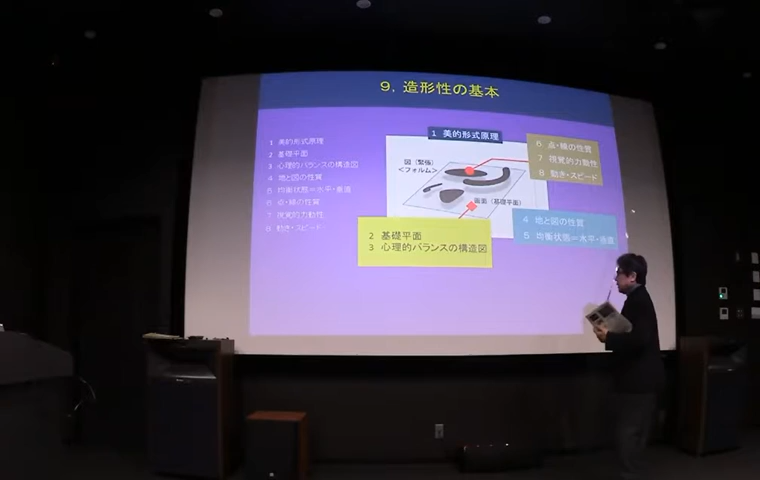 9. 造形性の基本
1 美的形式原理
2 基礎平面
3 心理的バランスの構造図
4 地と図の性質
5 均衡状態＝水平・垂直
6 点・線の性質
7 視覚的力動性
8 動き・スピード
1 美的形式原理
図（緊張）
＜フォルム＞
画面（基礎平面）
6 点・線の性質
7 視覚的力動性
8 動き・スピード
2 基礎平面
3 心理的バランスの構造図
4 地と図の性質
5 均衡状態＝水平・垂直